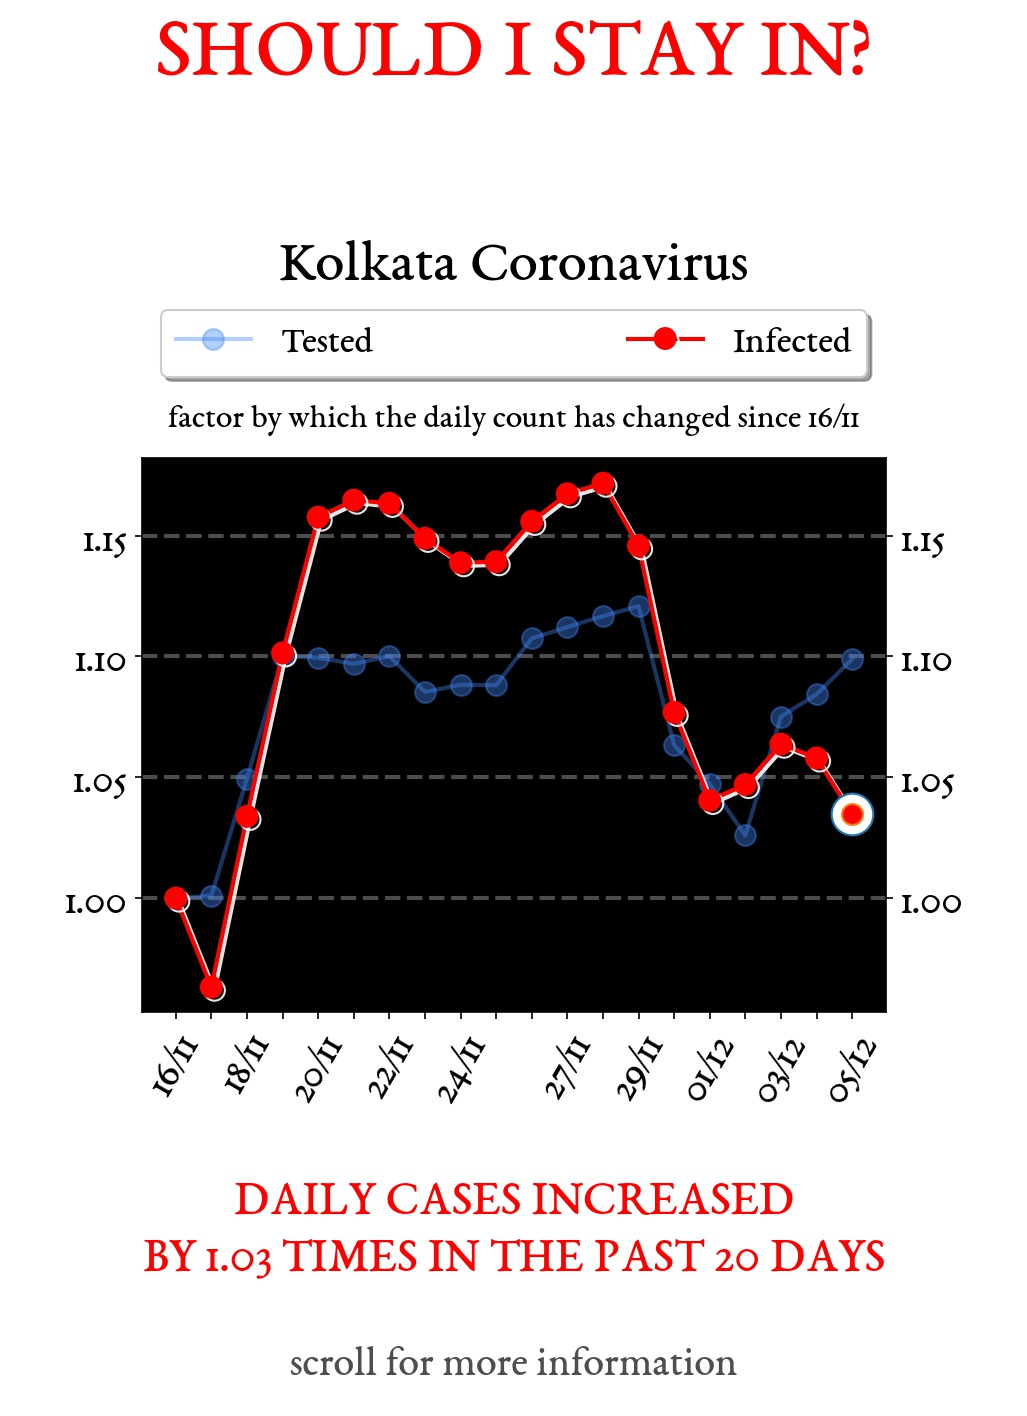 SHOULD I STAY IN?
Kolkata Coronavirus
Tested Infected
factor by which the daily count has changed since 16/11
1.15 1.15
1.10 1.10
1.05 1.05
1.00 1.00
16/11 18/11 20/11 22/11 24/11 27/11 29/11 01/12 03/12 05/12
DAILY CASES INCREASED
BY 1.03 TIMES IN THE PAST 20 DAYS
scroll for more information